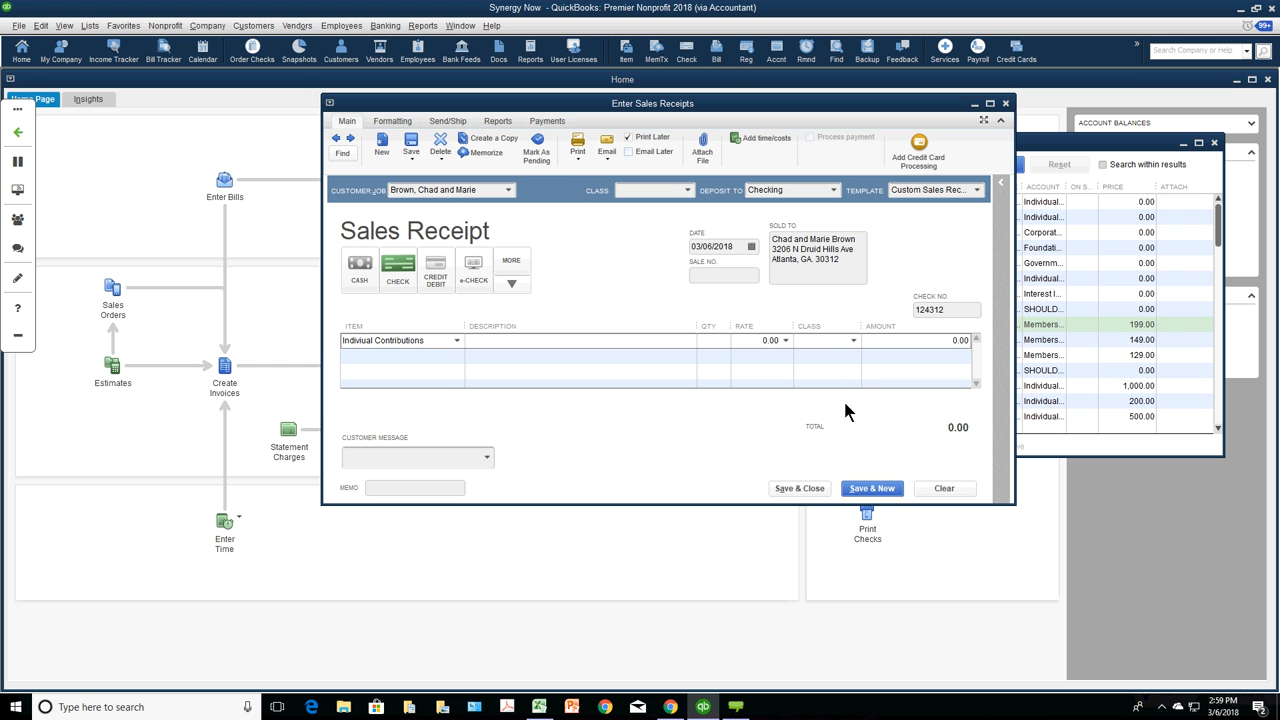 Synergy Now - QuickBooks: Premier Nonprofit 2018 (via Accountant)
File Edit View Lists Favorites Nonprofit Company Customers Vendors Employees Banking Reports Window Help
99+
Home My Company Income Tracker Bill Tracker Calendar Order Checks Snapshots Customers Vendors Employees Bank Feeds Docs Reports User Licenses Item MemTx Check Bill Reg Accnt Rmnd Find Backup Feedback Services Payroll Credit Cards
Search Company or Help
Home
Home Page Insights
ACCOUNT BALANCES
Enter Bills
Sales Orders
Estimates
Create Invoices
Statement Charges
Enter Time
Print Checks
Enter Sales Receipts
Main Formatting Send/Ship Reports Payments
Find
New
Save
Delete
Create a Copy
Memorize
Mark As Pending
Print
Email
Print Later
Email Later
Attach File
Add time/costs
Process payment
Add Credit Card Processing
CUSTOMER:JOB Brown, Chad and Marie CLASS DEPOSIT TO Checking TEMPLATE Custom Sales Rec...
Sales Receipt
CASH
CHECK
CREDIT DEBIT
e-CHECK
MORE
DATE
03/06/2018
SALE NO.
SOLD TO
Chad and Marie Brown
3206 N Druid Hills Ave
Atlanta, GA. 30312
CHECK NO.
124312
ITEM DESCRIPTION QTY RATE CLASS AMOUNT
Indiviual Contributions 0.00 0.00
TOTAL 0.00
CUSTOMER MESSAGE
MEMO
Save & Close Save & New Clear
Reset Search within results
ACCOUNT ON S... PRICE ATTACH
Individual... 0.00
Individual... 0.00
Corporat... 0.00
Foundati... 0.00
Governm... 0.00
Individual... 0.00
Interest I... 0.00
SHOULD... 0.00
Members... 199.00
Members... 149.00
Members... 129.00
SHOULD... 0.00
Individual... 1,000.00
Individual... 200.00
Individual... 500.00
Type here to search
2:59 PM
3/6/2018
2